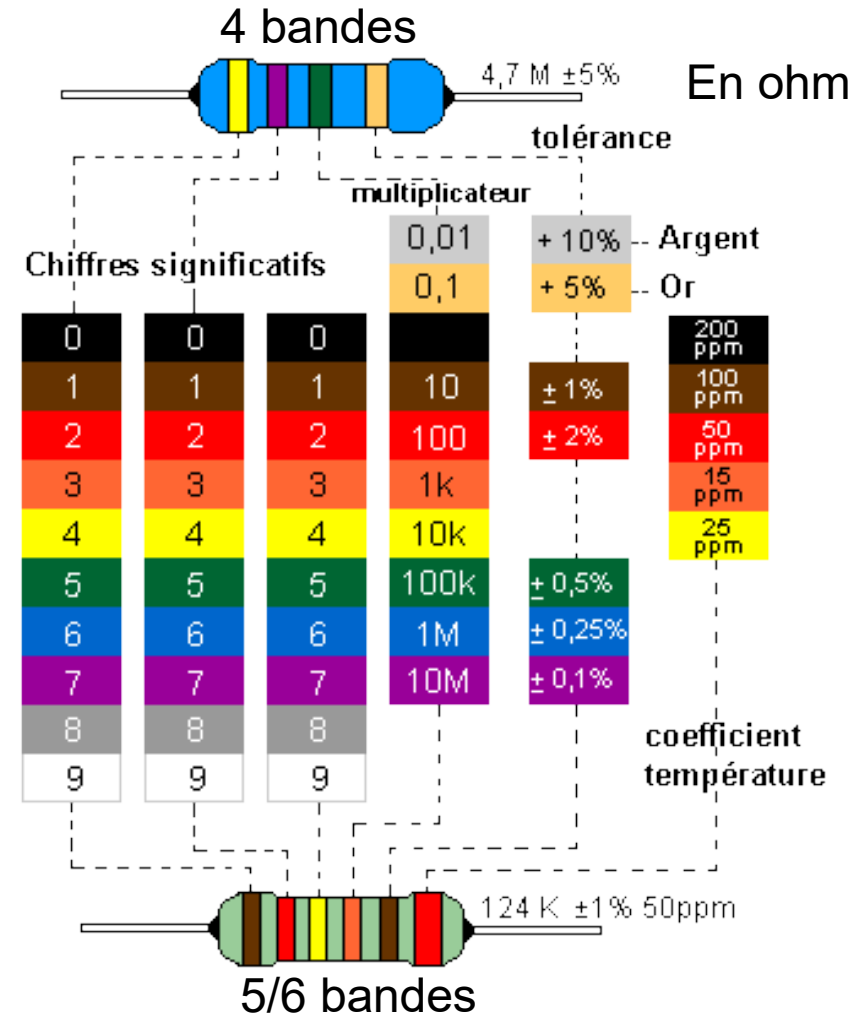 4 bandes
4,7 M ±5%
En ohm
tolérance
multiplicateur
Chiffres significatifs
0,01 + 10% Argent
0,1 + 5% Or
0 0 0 200 ppm
1 1 1 10 ± 1% 100 ppm
2 2 2 100 ± 2% 50 ppm
3 3 3 1k 15 ppm
4 4 4 10k 25 ppm
5 5 5 100k ± 0,5%
6 6 6 1M ± 0,25%
7 7 7 10M ± 0,1%
8 8 8
9 9 9
coefficient
température
124 K ±1% 50ppm
5/6 bandes